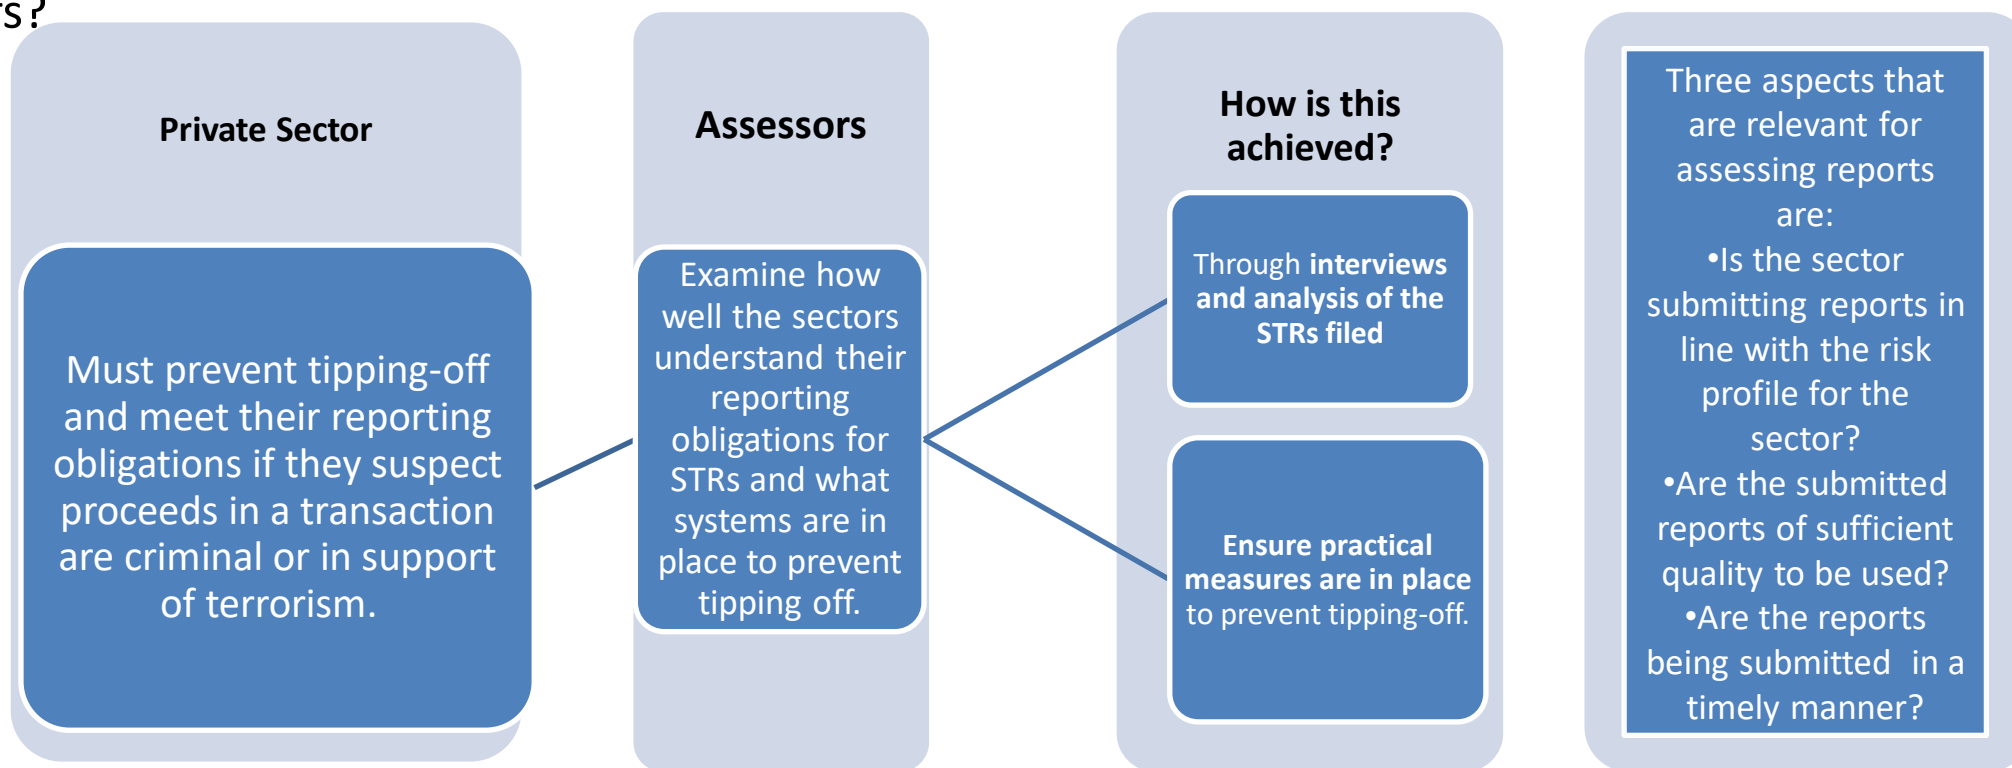 rs?
Private Sector
Must prevent tipping-off
and meet their reporting
obligations if they suspect
proceeds in a transaction
are criminal or in support
of terrorism.
Assessors
Examine how
well the sectors
understand their
reporting
obligations for
STRs and what
systems are in
place to prevent
tipping off.
How is this
achieved?
Through interviews
and analysis of the
STRs filed
Ensure practical
measures are in place
to prevent tipping-off.
Three aspects that
are relevant for
assessing reports
are:
•Is the sector
submitting reports in
line with the risk
profile for the
sector?
•Are the submitted
reports of sufficient
quality to be used?
•Are the reports
being submitted  in a
timely manner?